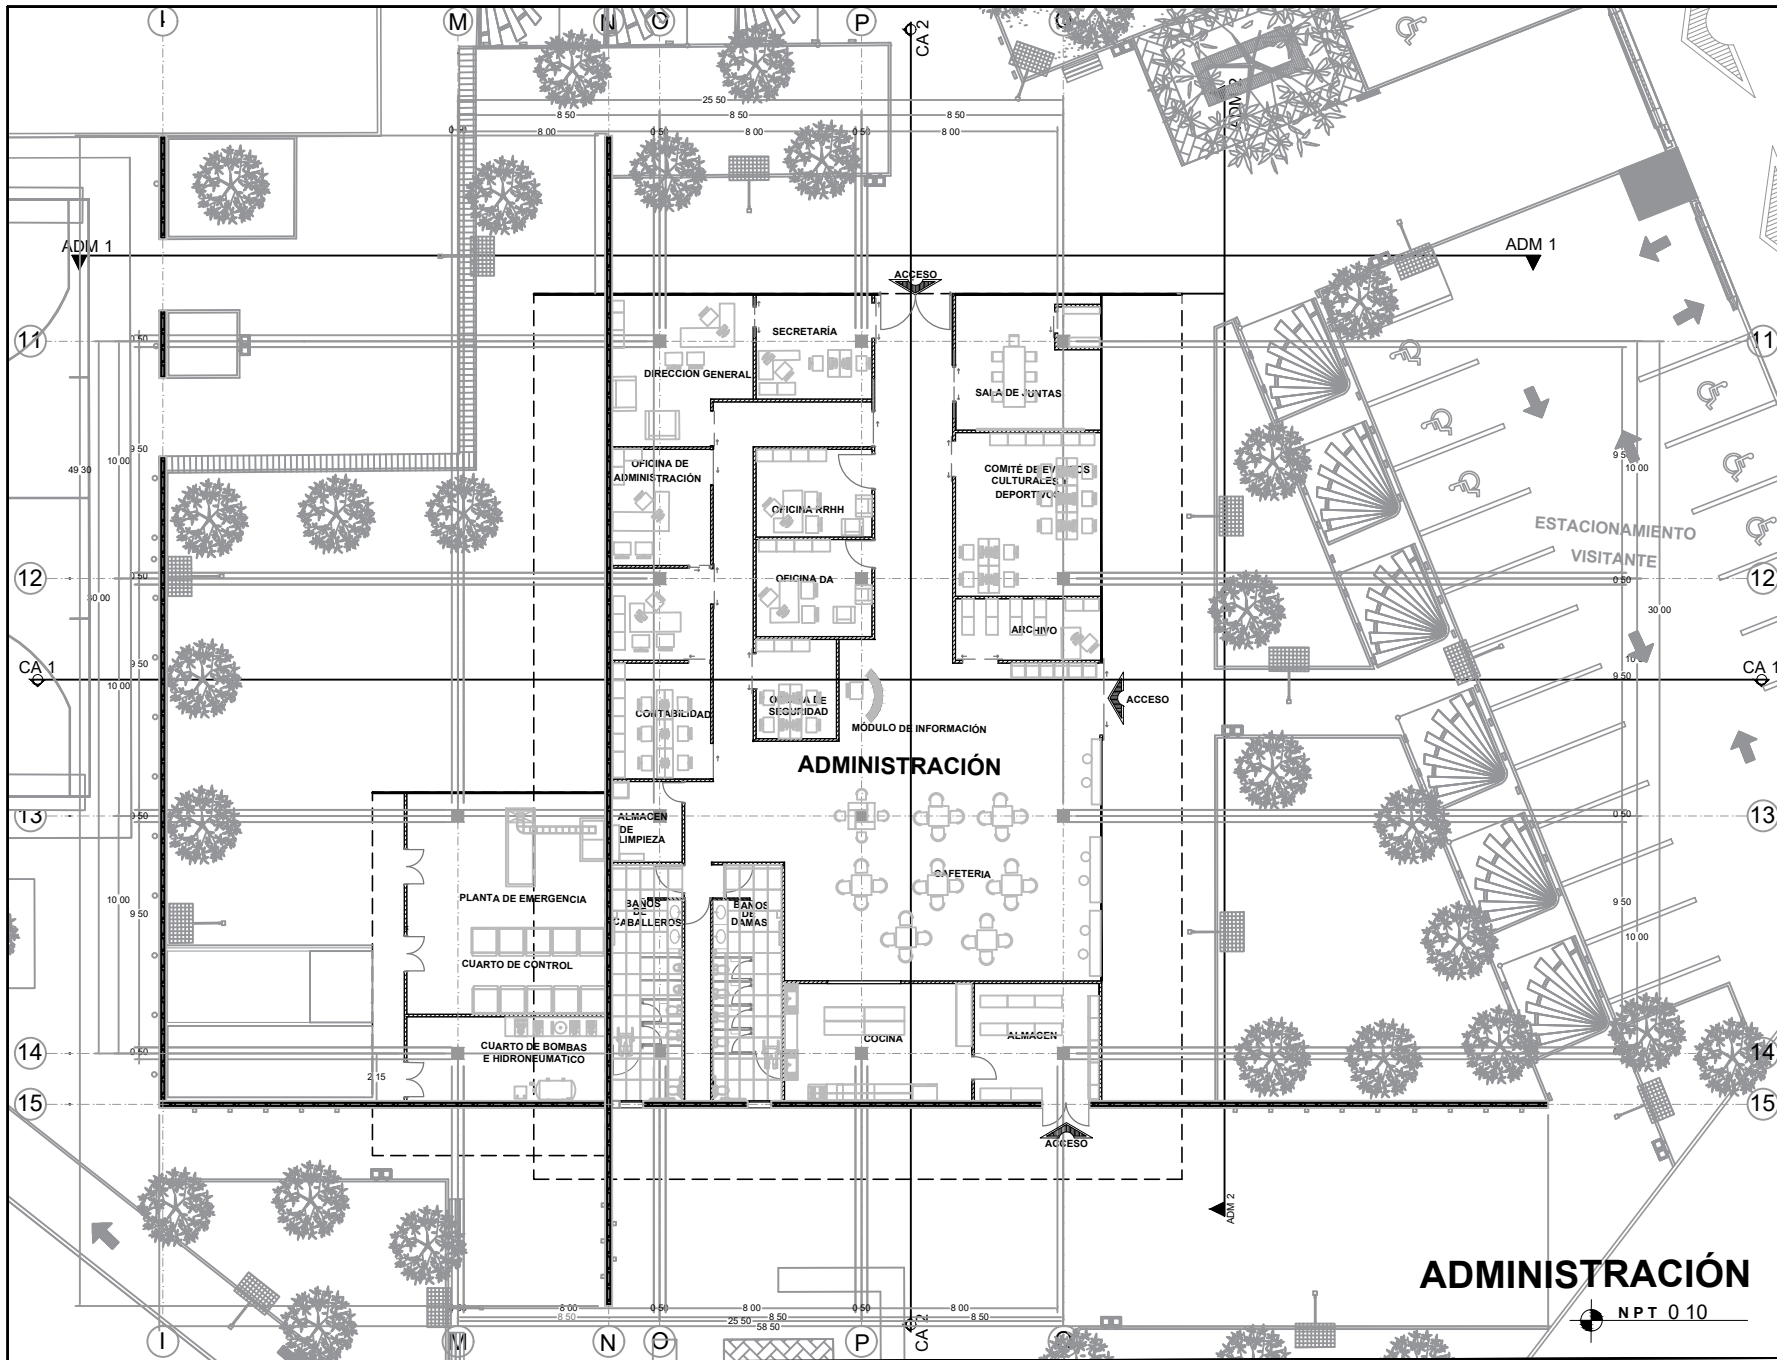 I
M
N
O
P
CA 2
ADM 2
25 50
8 50
8 50
8 50
8 00
0 50
8 00
0 50
8 00
ADM 1
ADM 1
ACCESO
11
0 50
SECRETARÍA
DIRECCION GENERAL
SALA DE JUNTAS
11
9 50
10 00
49 30
OFICINA DE
ADMINISTRACIÓN
OFICINA RRHH
COMITÉ DE EVENTOS
CULTURALES Y
DEPORTIVOS
10 00
ESTACIONAMIENTO
VISITANTE
12
0 50
30 00
OFICINA DA
ARCHIVO
0 50
30 00
12
CA 1
9 50
10 00
CONTABILIDAD
OFICINA DE
SEGURIDAD
MÓDULO DE INFORMACIÓN
ACCESO
9 50
CA 1
ADMINISTRACIÓN
13
0 50
ALMACEN
DE
LIMPIEZA
0 50
13
PLANTA DE EMERGENCIA
CAFETERIA
10 00
9 50
BAÑOS
DE
CABALLEROS
BAÑOS
DE
DAMAS
9 50
10 00
CUARTO DE CONTROL
14
0 50
CUARTO DE BOMBAS
E HIDRONEUMATICO
COCINA
ALMACEN
14
2 15
15
15
ACCESO
ADM 2
ADMINISTRACIÓN
NPT 0 10
8 00
0 50
8 00
0 50
8 00
8 50
8 50
8 50
25 50
58 50
I
M
N
O
P
CA 2